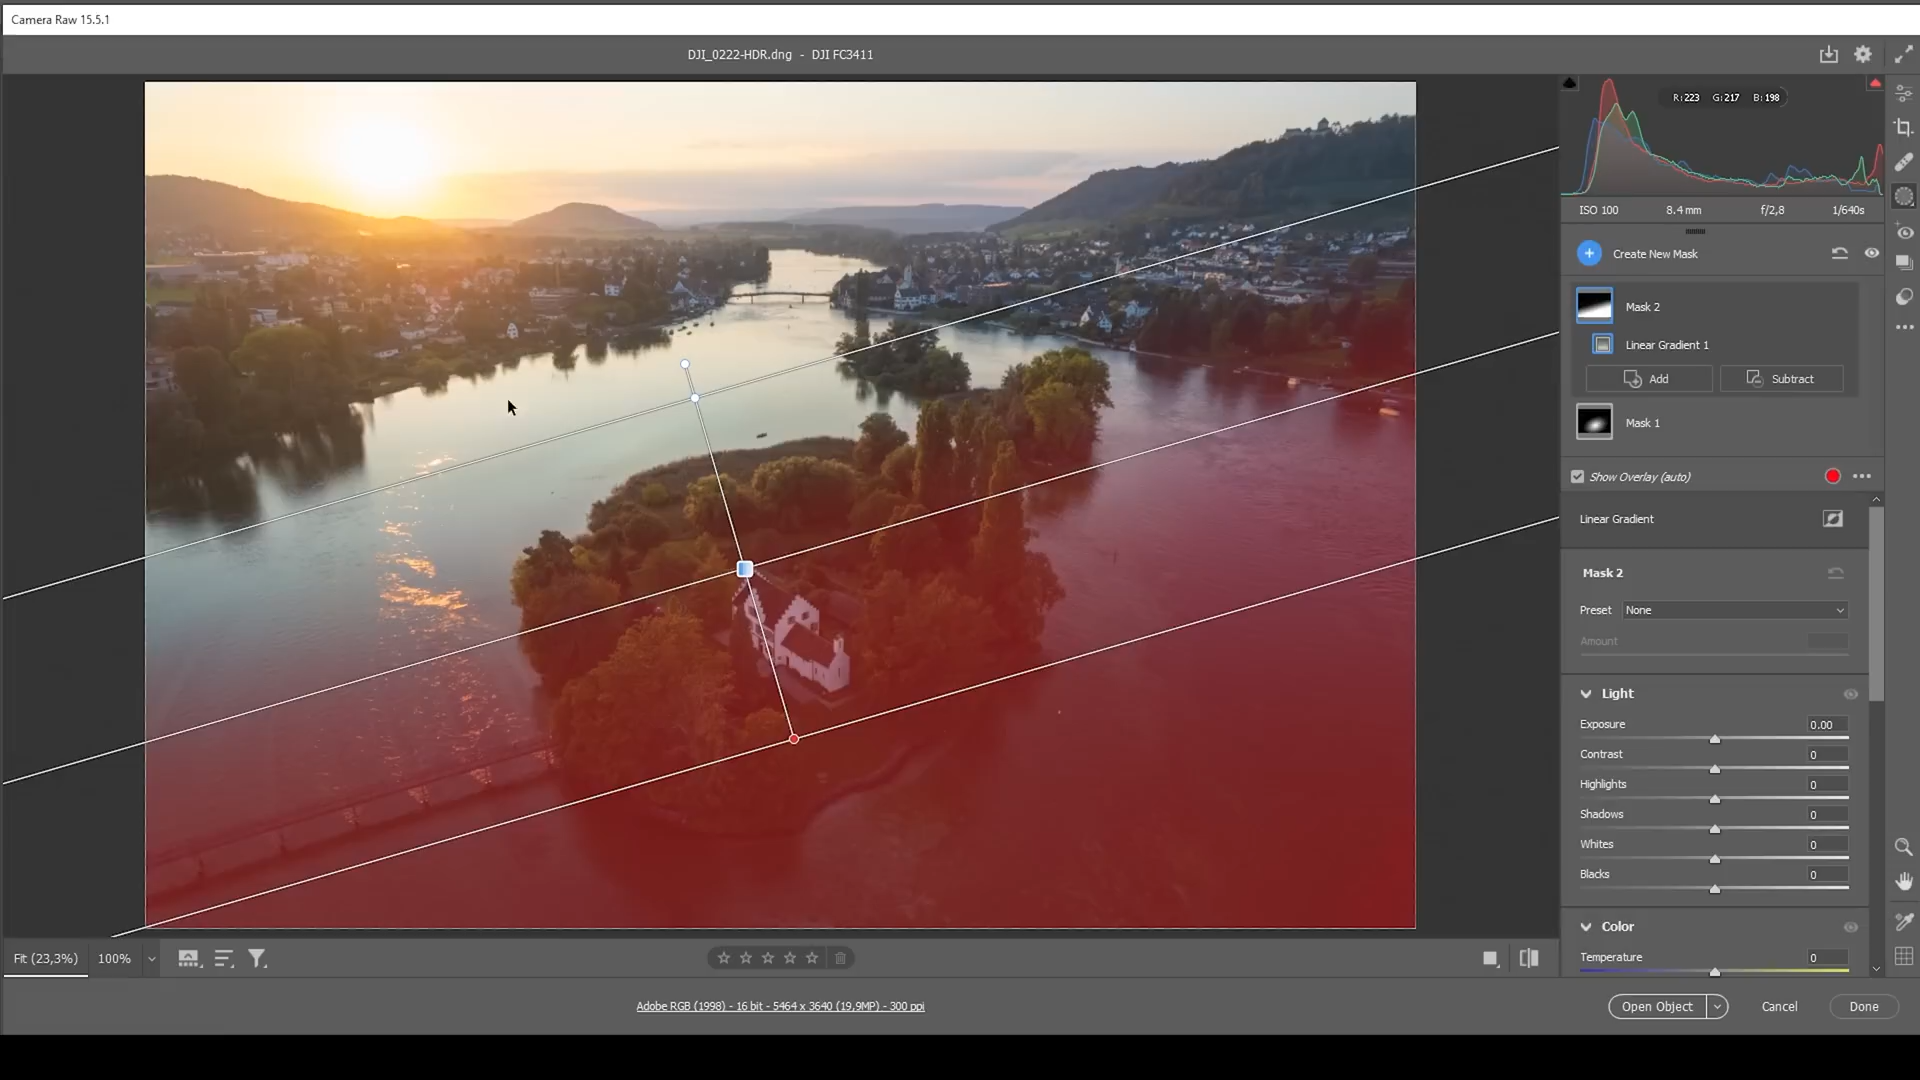 Camera Raw 15.5.1
DJI_0222-HDR.dng - DJI FC3411
R: 223 G: 217 B: 198
ISO 100 8.4 mm f/2,8 1/640s
Create New Mask
Mask 2
Linear Gradient 1
Add Subtract
Mask 1
Show Overlay (auto)
Linear Gradient
Mask 2
Preset None
Amount
Light
Exposure 0.00
Contrast 0
Highlights 0
Shadows 0
Whites 0
Blacks 0
Color
Temperature 0
Fit (23,3%) 100%
Adobe RGB (1998) - 16 bit - 5464 x 3640 (19,9MP) - 300 ppi
Open Object Cancel Done